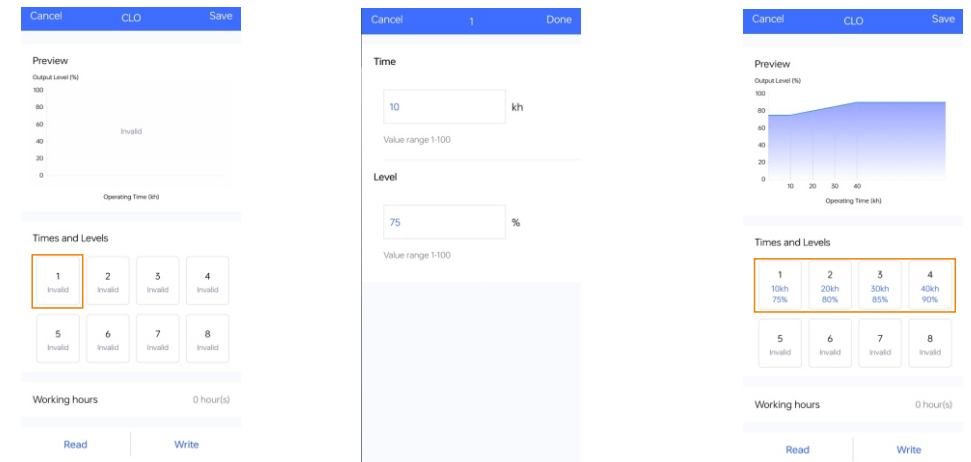 Cancel CLO Save
Preview
Output Level (%)
100
80
60
Invalid
40
20
0
Operating Time (kh)
Times and Levels
1 2 3 4
Invalid Invalid Invalid Invalid
5 6 7 8
Invalid Invalid Invalid Invalid
Working hours 0 hour(s)
Read Write
Cancel 1 Done
Time
10 kh
Value range 1-100
Level
75 %
Value range 1-100
Cancel CLO Save
Preview
Output Level (%)
100
80
60
40
20
0
10 20 30 40
Operating Time (kh)
Times and Levels
1 2 3 4
10kh 20kh 30kh 40kh
75% 80% 85% 90%
5 6 7 8
Invalid Invalid Invalid Invalid
Working hours 0 hour(s)
Read Write